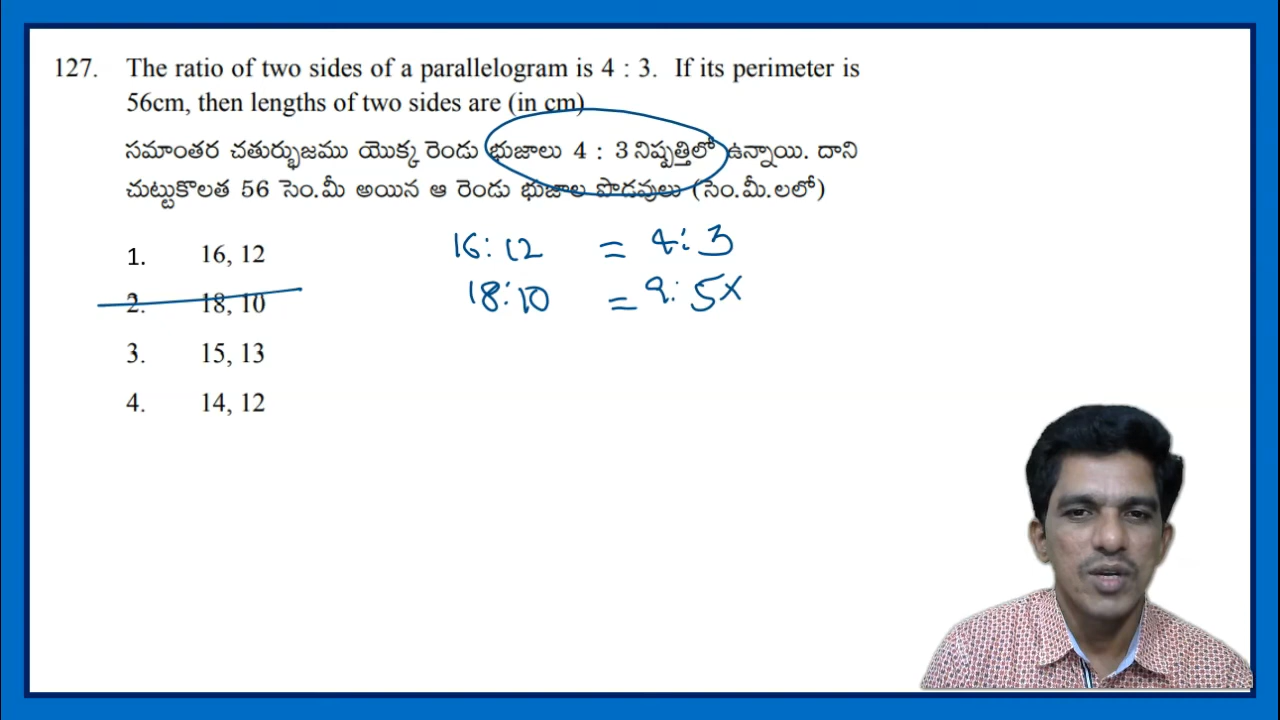 127. The ratio of two sides of a parallelogram is 4 : 3. If its perimeter is
56cm, then lengths of two sides are (in cm)
సమాంతర చతుర్భుజము యొక్క రెండు భుజాలు 4 : 3 నిష్పత్తిలో ఉన్నాయి. దాని
చుట్టుకొలత 56 సెం.మీ అయిన ఆ రెండు భుజాల పొడవులు (సెం.మీ.లలో)
1. 16, 12 16:12 = 4:3
2. 18, 10 18:10 = 9:5 ×
3. 15, 13
4. 14, 12